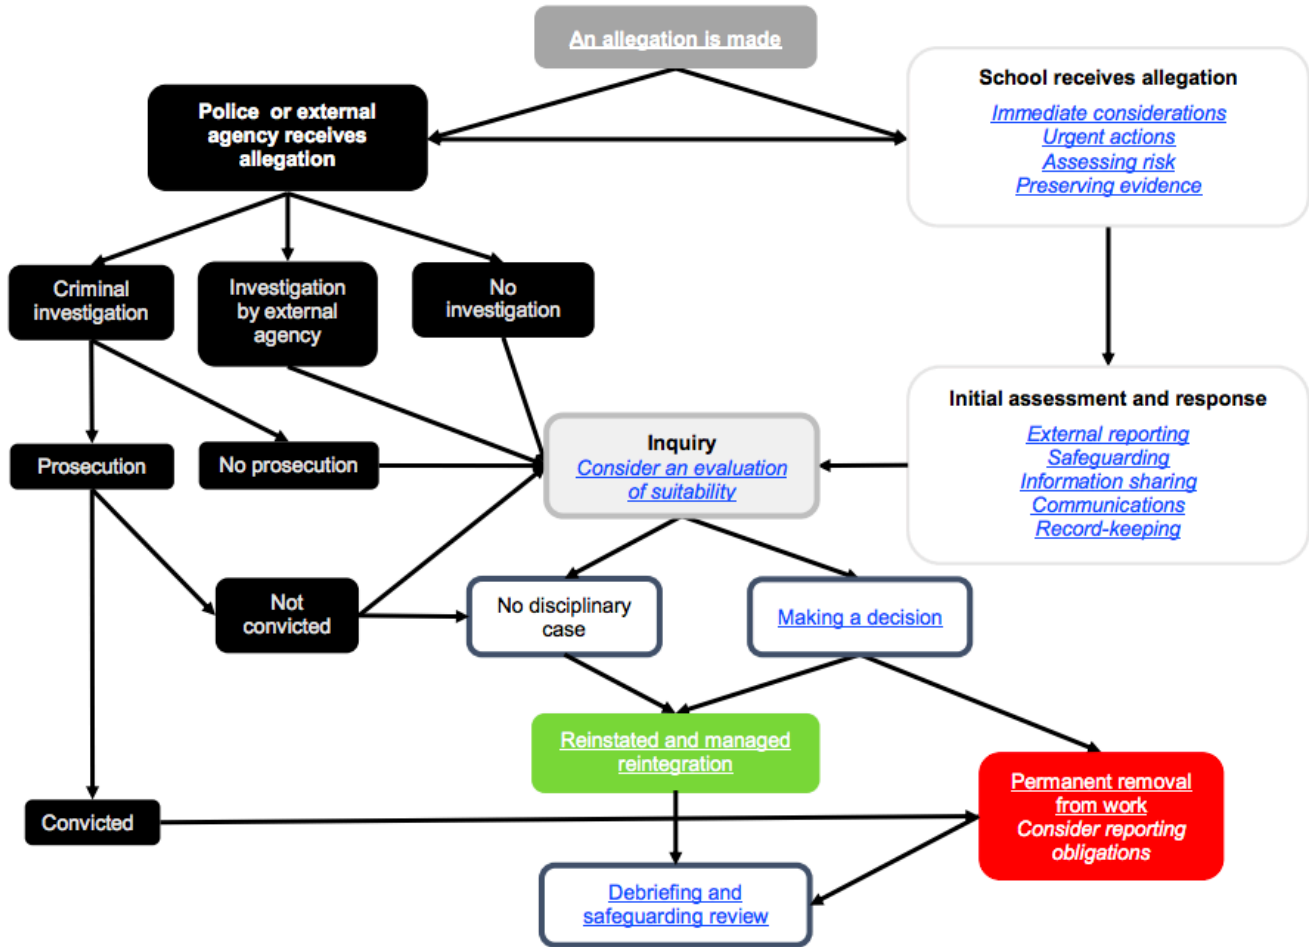 An allegation is made
Police or external
agency receives
allegation
School receives allegation
Immediate considerations
Urgent actions
Assessing risk
Preserving evidence
Criminal
investigation
Investigation
by external
agency
No
investigation
Initial assessment and response
External reporting
Safeguarding
Information sharing
Communications
Record-keeping
Prosecution
No prosecution
Inquiry
Consider an evaluation
of suitability
Not
convicted
No disciplinary
case
Making a decision
Reinstated and managed
reintegration
Permanent removal
from work
Consider reporting
obligations
Convicted
Debriefing and
safeguarding review